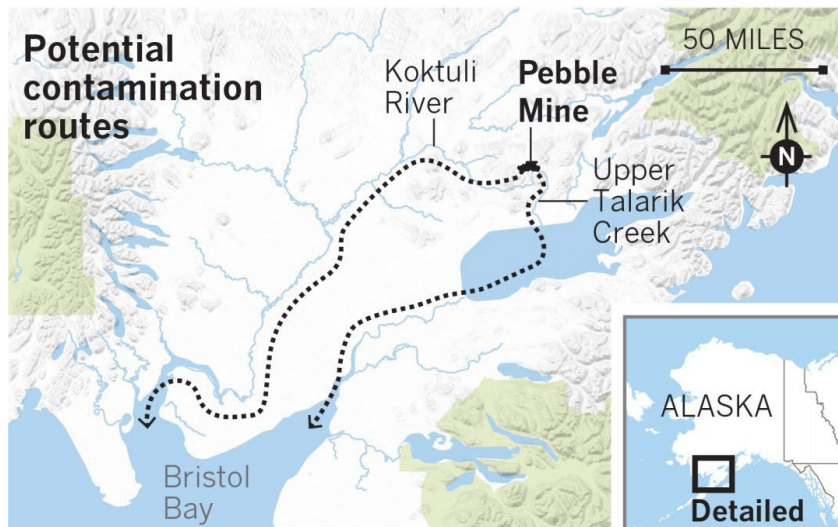 Potential
contamination
routes
Koktuli
River
Pebble
Mine
50 MILES
N
Upper
Talarik
Creek
Bristol
Bay
ALASKA
Detailed